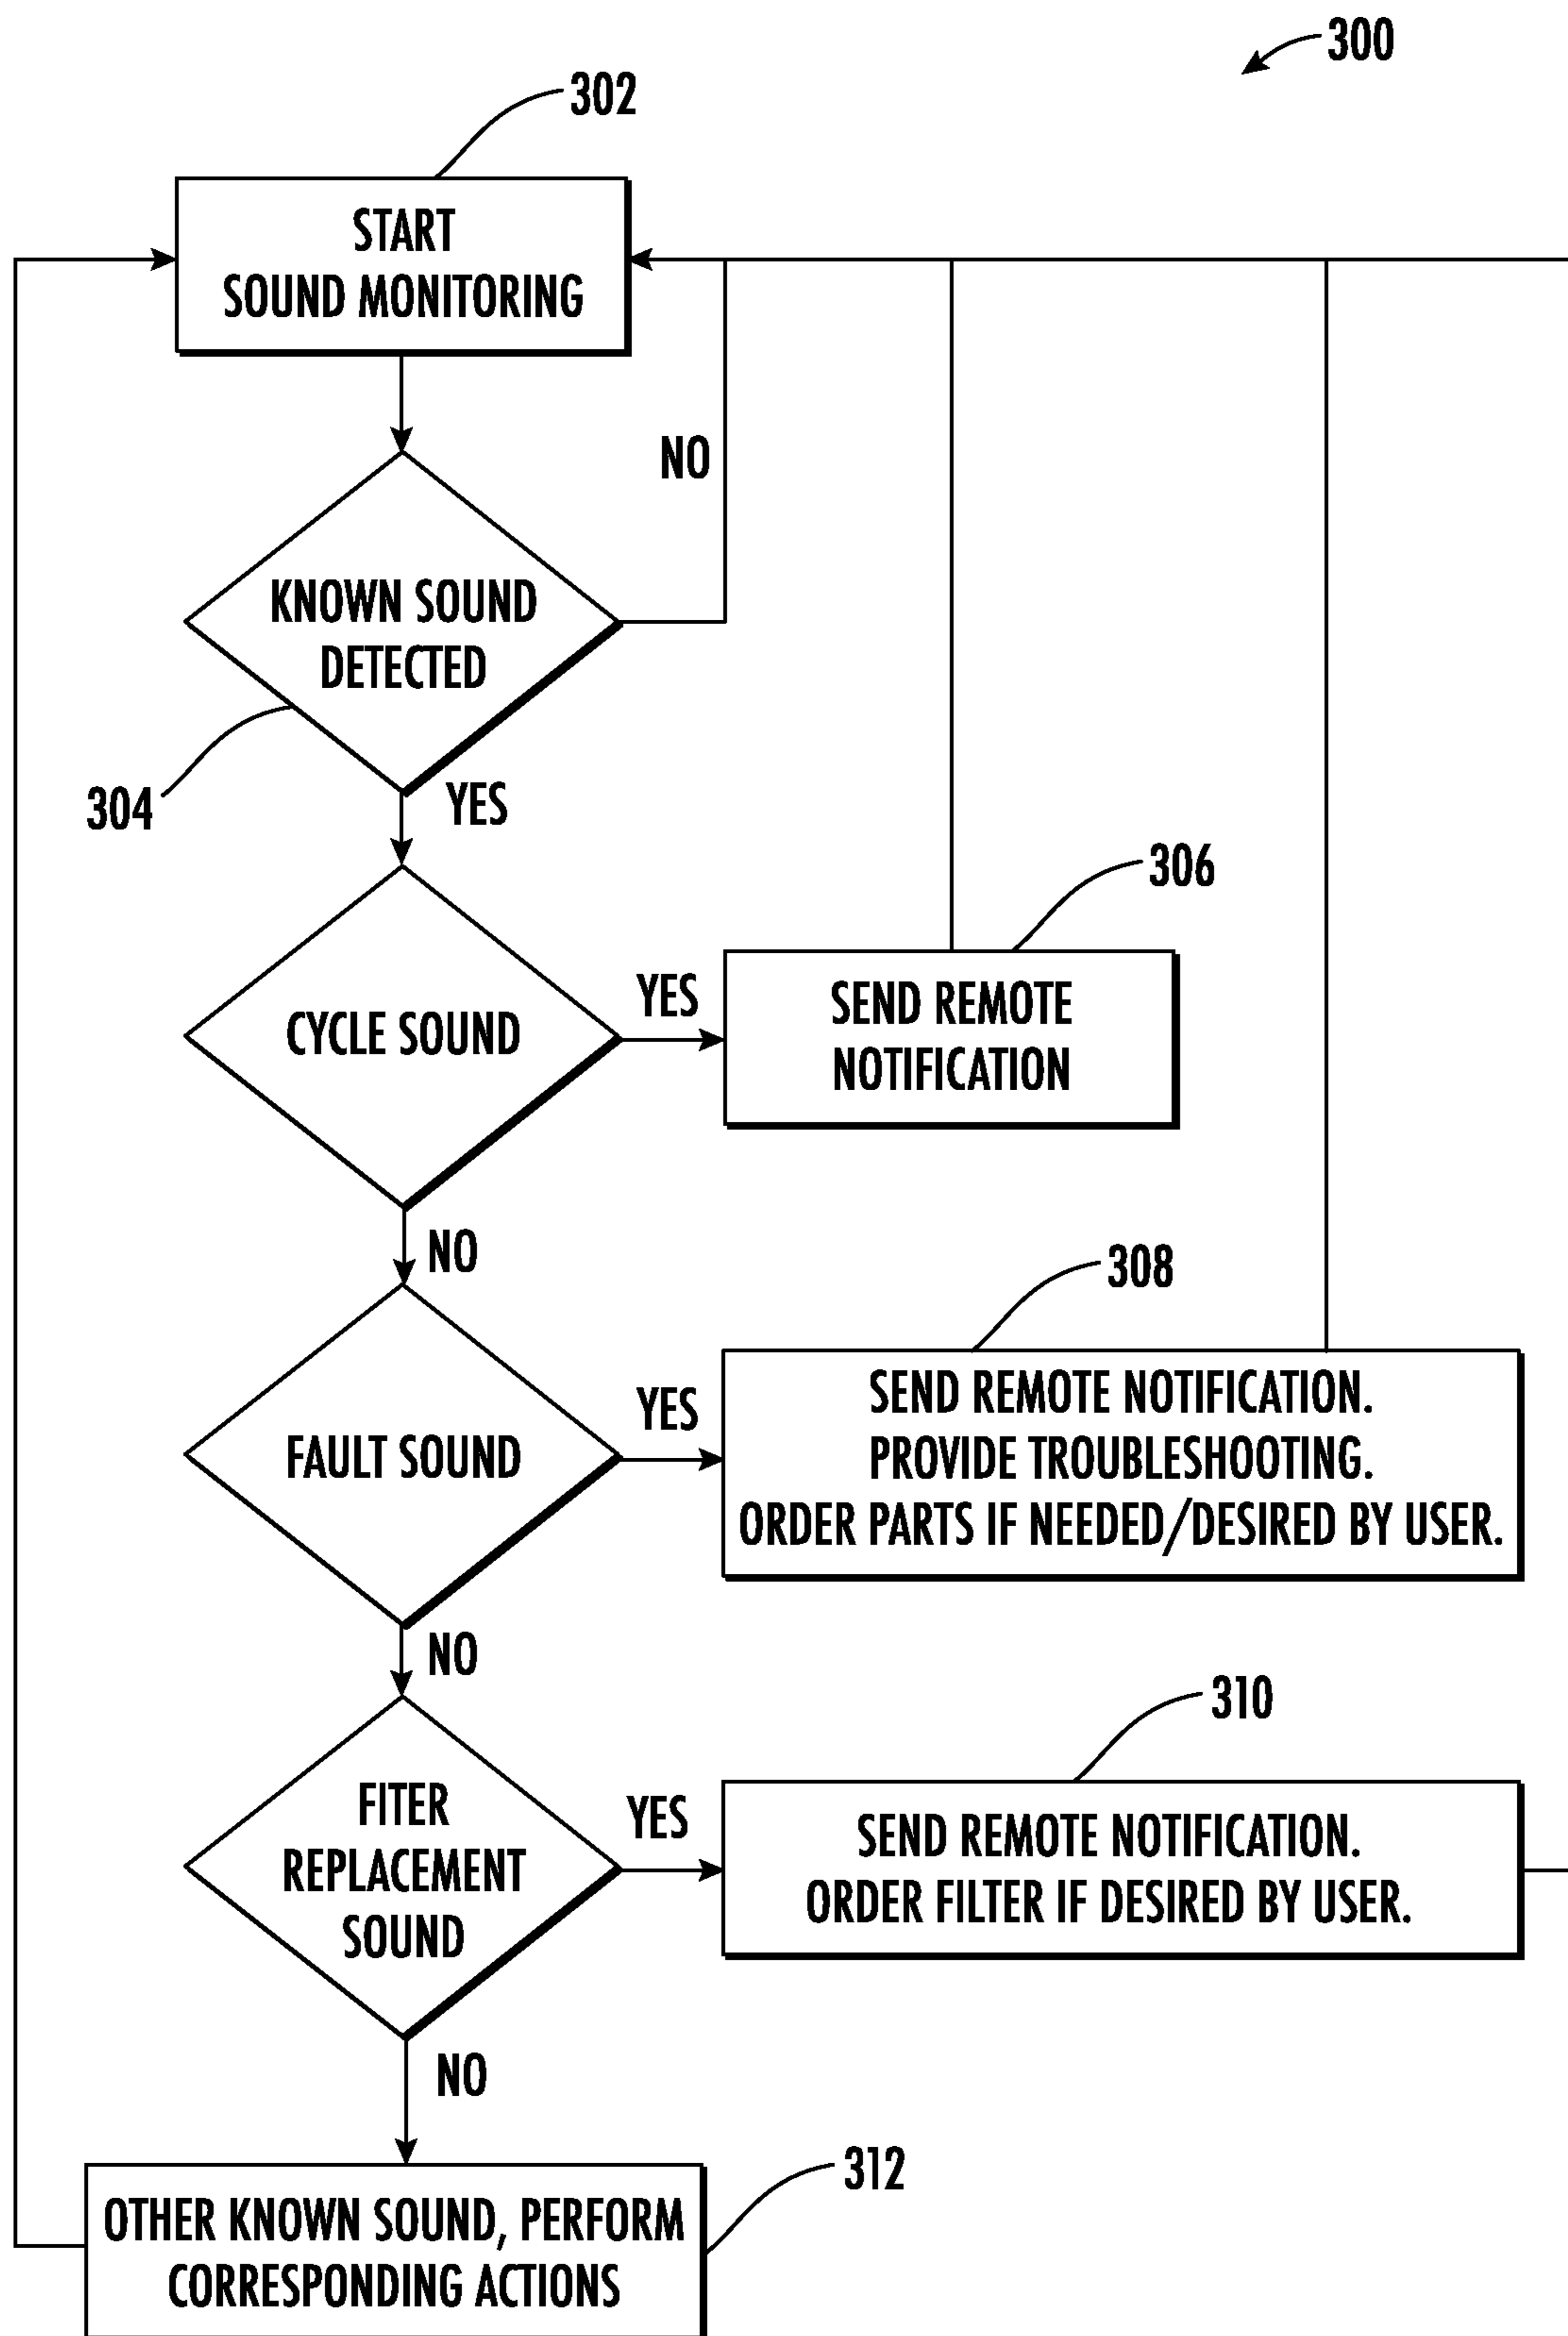 300
302
START
SOUND MONITORING
NO
KNOWN SOUND
DETECTED
304
YES
306
CYCLE SOUND
YES
SEND REMOTE
NOTIFICATION
NO
308
FAULT SOUND
YES
SEND REMOTE NOTIFICATION.
PROVIDE TROUBLESHOOTING.
ORDER PARTS IF NEEDED/DESIRED BY USER.
NO
310
FITER
REPLACEMENT
SOUND
YES
SEND REMOTE NOTIFICATION.
ORDER FILTER IF DESIRED BY USER.
NO
312
OTHER KNOWN SOUND, PERFORM
CORRESPONDING ACTIONS